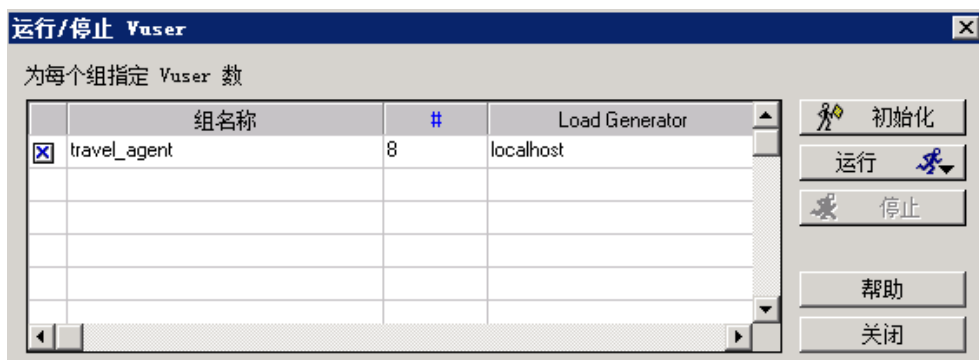 运行/停止 Vuser
为每个组指定 Vuser 数
组名称 # Load Generator
travel_agent 8 localhost
初始化
运行
停止
帮助
关闭